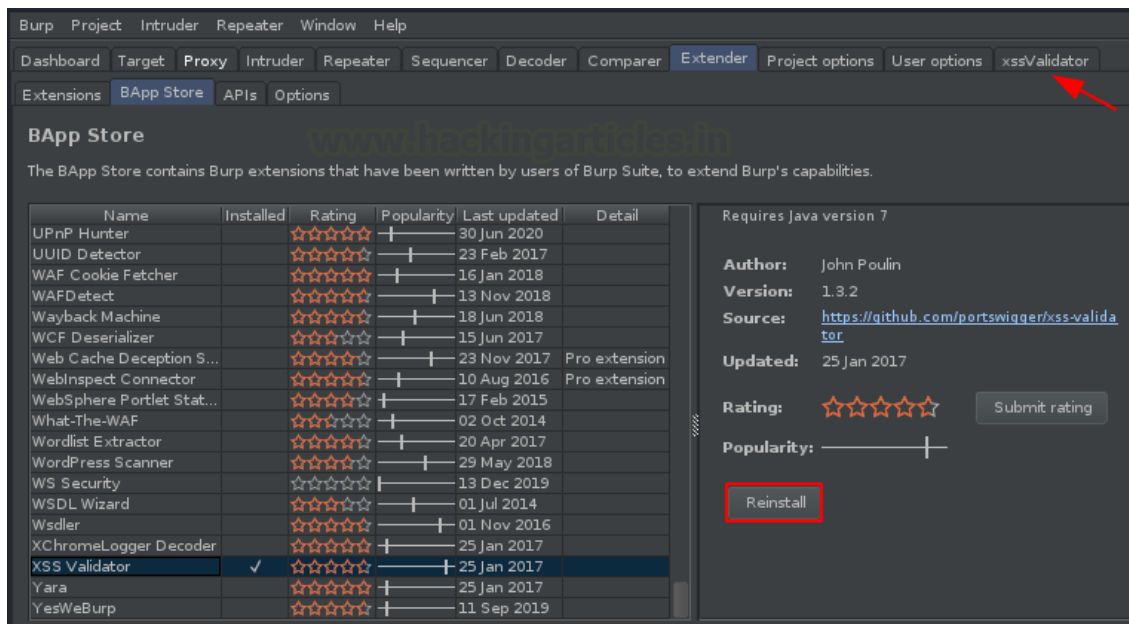 Burp Project Intruder Repeater Window Help
Dashboard Target Proxy Intruder Repeater Sequencer Decoder Comparer Extender Project options User options xssValidator
Extensions BApp Store APIs Options
www.hackingarticles.in
BApp Store
The BApp Store contains Burp extensions that have been written by users of Burp Suite, to extend Burp's capabilities.
Name Installed Rating Popularity Last updated Detail
UPnP Hunter 30 Jun 2020
UUID Detector 23 Feb 2017
WAF Cookie Fetcher 16 Jan 2018
WAFDetect 13 Nov 2018
Wayback Machine 18 Jun 2018
WCF Deserializer 15 Jun 2017
Web Cache Deception S... 23 Nov 2017 Pro extension
WebInspect Connector 10 Aug 2016 Pro extension
WebSphere Portlet Stat... 17 Feb 2015
What-The-WAF 02 Oct 2014
Wordlist Extractor 20 Apr 2017
WordPress Scanner 29 May 2018
WS Security 13 Dec 2019
WSDL Wizard 01 Jul 2014
Wsdler 01 Nov 2016
XChromeLogger Decoder 25 Jan 2017
XSS Validator ✓ 25 Jan 2017
Yara 25 Jan 2017
YesWeBurp 11 Sep 2019
Requires Java version 7
Author: John Poulin
Version: 1.3.2
Source: https://github.com/portswigger/xss-valida
tor
Updated: 25 Jan 2017
Rating: Submit rating
Popularity:
Reinstall